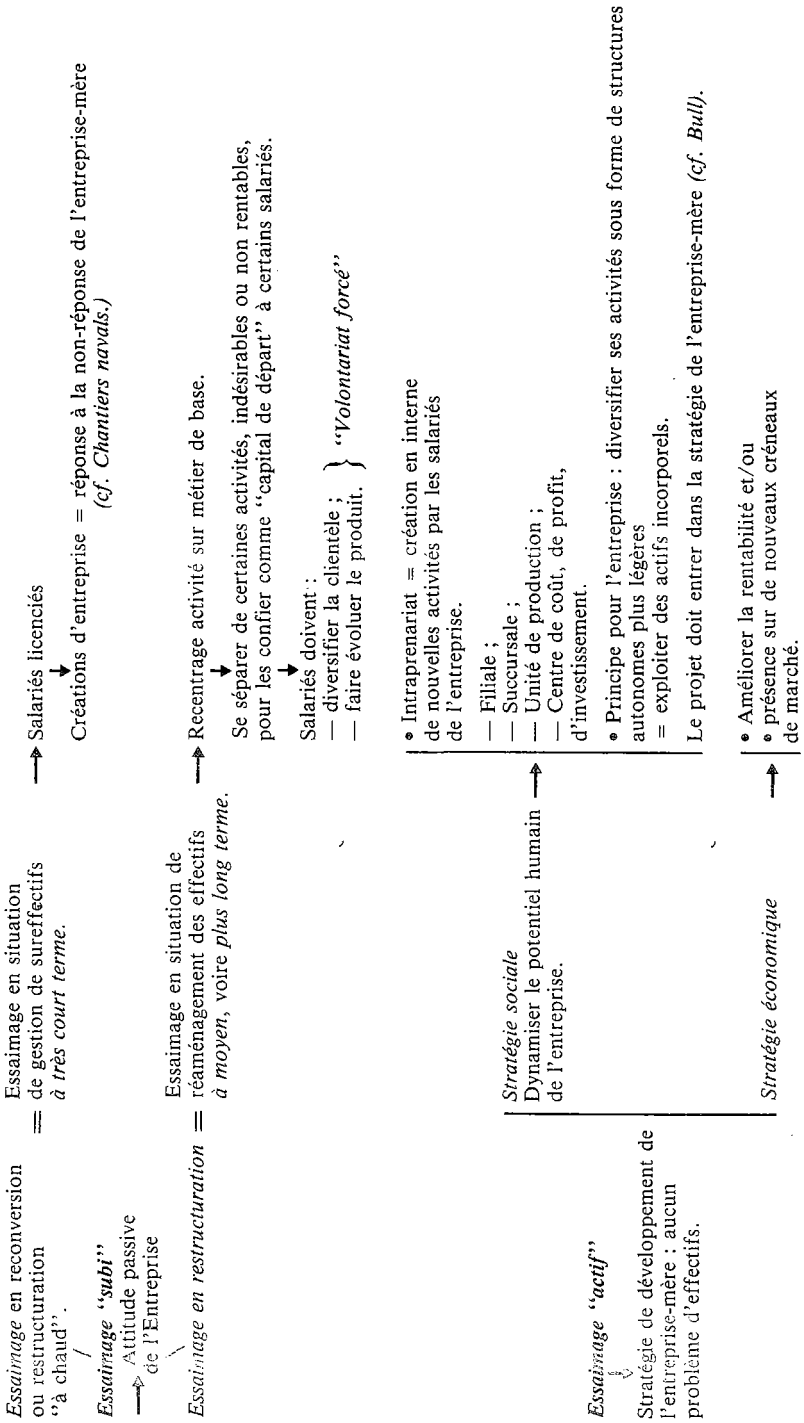 Essaimage en reconversion
ou restructuration
“à chaud”.
=
Essaimage en situation
de gestion de sureffectifs
à très court terme.
→ Salariés licenciés
Créations d'entreprise = réponse à la non-réponse de l'entreprise-mère
(cf. Chantiers navals.)
Essaimage “subi”
→ Attitude passive
de l'Entreprise
Essaimage en restructuration =
Essaimage en situation de
réaménagement des effectifs
à moyen, voire plus long terme.
→ Recentrage activité sur métier de base.
Se séparer de certaines activités, indésirables ou non rentables,
pour les confier comme “capital de départ” à certains salariés.
Salariés doivent :
— diversifier la clientèle ;
— faire évoluer le produit.
} “Volontariat forcé”
Essaimage “actif”
Stratégie de développement de
l'entreprise-mère : aucun
problème d'effectifs.
Stratégie sociale
Dynamiser le potentiel humain →
de l'entreprise.
• Intraprenariat = création en interne
de nouvelles activités par les salariés
de l'entreprise.
— Filiale ;
— Succursale ;
— Unité de production ;
— Centre de coût, de profit,
d'investissement.
• Principe pour l'entreprise : diversifier ses activités sous forme de structures
autonomes plus légères
= exploiter des actifs incorporels.
Le projet doit entrer dans la stratégie de l'entreprise-mère (cf. Bull).
Stratégie économique →
• Améliorer la rentabilité et/ou
• présence sur de nouveaux créneaux
de marché.